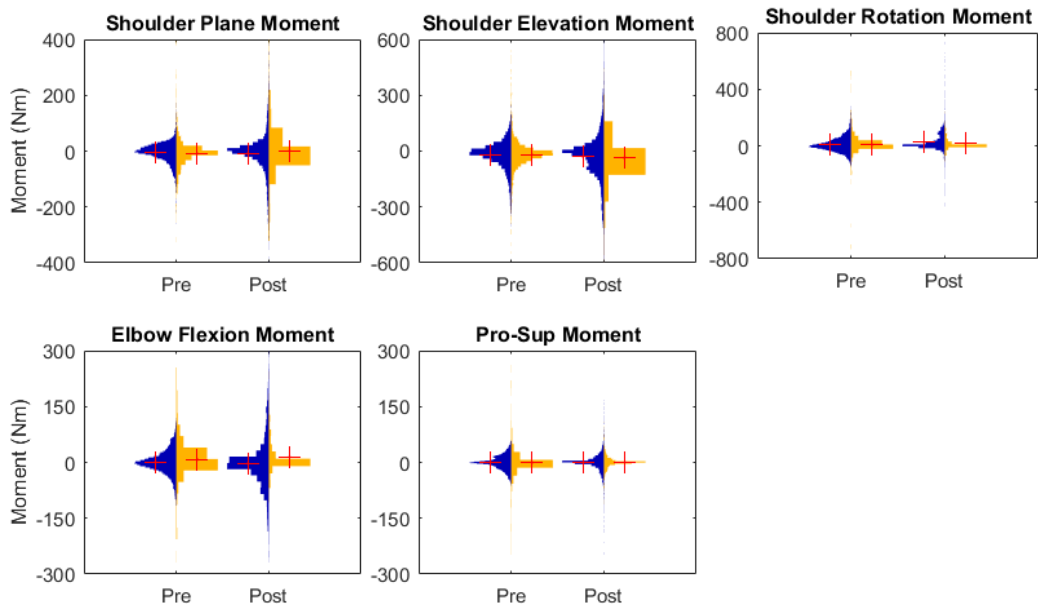 Shoulder Plane Moment
400
200
0
-200
-400
Moment (Nm)
Pre Post
Shoulder Elevation Moment
600
300
0
-300
-600
Pre Post
Shoulder Rotation Moment
800
400
0
-400
-800
Pre Post
Elbow Flexion Moment
300
150
0
-150
-300
Moment (Nm)
Pre Post
Pro-Sup Moment
300
150
0
-150
-300
Pre Post